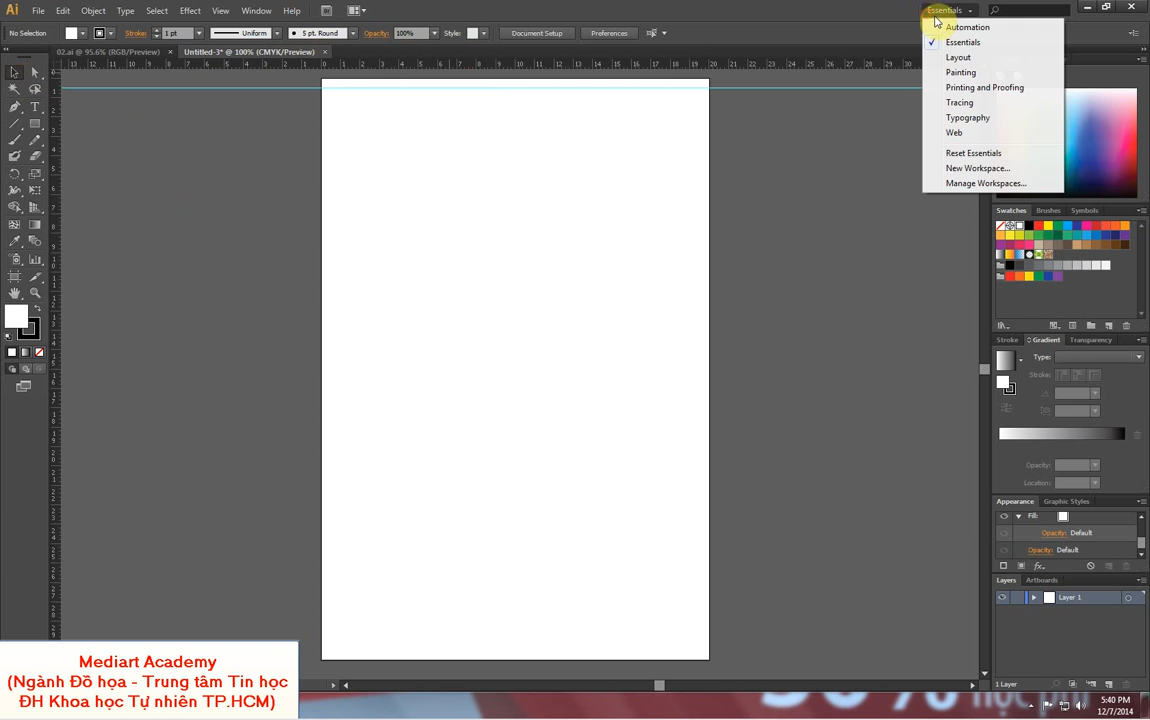 Ai File Edit Object Type Select Effect View Window Help Br Essentials
No Selection Stroke: 1 pt Uniform 5 pt. Round Opacity: 100% Style: Document Setup Preferences
02.ai @ 95% (RGB/Preview) × Untitled-3* @ 100% (CMYK/Preview) ×
Automation
Essentials
Layout
Painting
Printing and Proofing
Tracing
Typography
Web
Reset Essentials
New Workspace...
Manage Workspaces...
Swatches Brushes Symbols
Stroke Gradient Transparency
Type:
Stroke:
Opacity:
Location:
Appearance Graphic Styles
Fill:
Opacity: Default
Opacity: Default
fx
Layers Artboards
Layer 1
1 Layer
Mediart Academy
(Ngành Đồ họa - Trung tâm Tin học
ĐH Khoa học Tự nhiên TP.HCM)
5:40 PM
12/7/2014